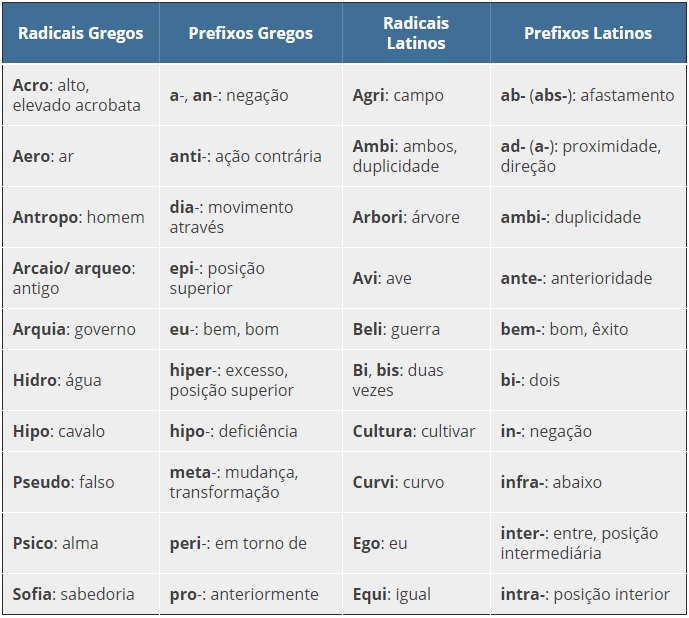 Radicais Gregos
Prefixos Gregos
Radicais
Latinos
Prefixos Latinos
Acro: alto,
elevado acrobata
a-, an-: negação
Agri: campo
ab- (abs-): afastamento
Aero: ar
anti-: ação contrária
Ambi: ambos,
duplicidade
ad- (a-): proximidade,
direção
Antropo: homem
dia-: movimento
através
Arbori: árvore
ambi-: duplicidade
Arcaio/ arqueo:
antigo
epi-: posição
superior
Avi: ave
ante-: anterioridade
Arquia: governo
eu-: bem, bom
Beli: guerra
bem-: bom, êxito
Hidro: água
hiper-: excesso,
posição superior
Bi, bis: duas
vezes
bi-: dois
Hipo: cavalo
hipo-: deficiência
Cultura: cultivar
in-: negação
Pseudo: falso
meta-: mudança,
transformação
Curvi: curvo
infra-: abaixo
Psico: alma
peri-: em torno de
Ego: eu
inter-: entre, posição
intermediária
Sofia: sabedoria
pro-: anteriormente
Equi: igual
intra-: posição interior